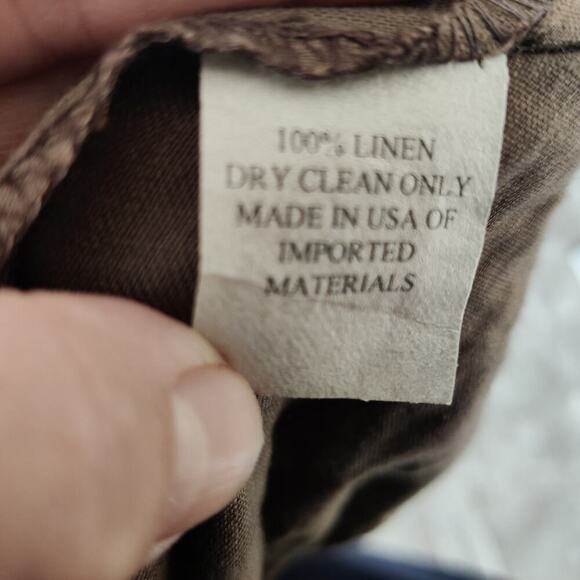 100% LINEN
DRY CLEAN ONLY
MADE IN USA OF
IMPORTED
MATERIALS